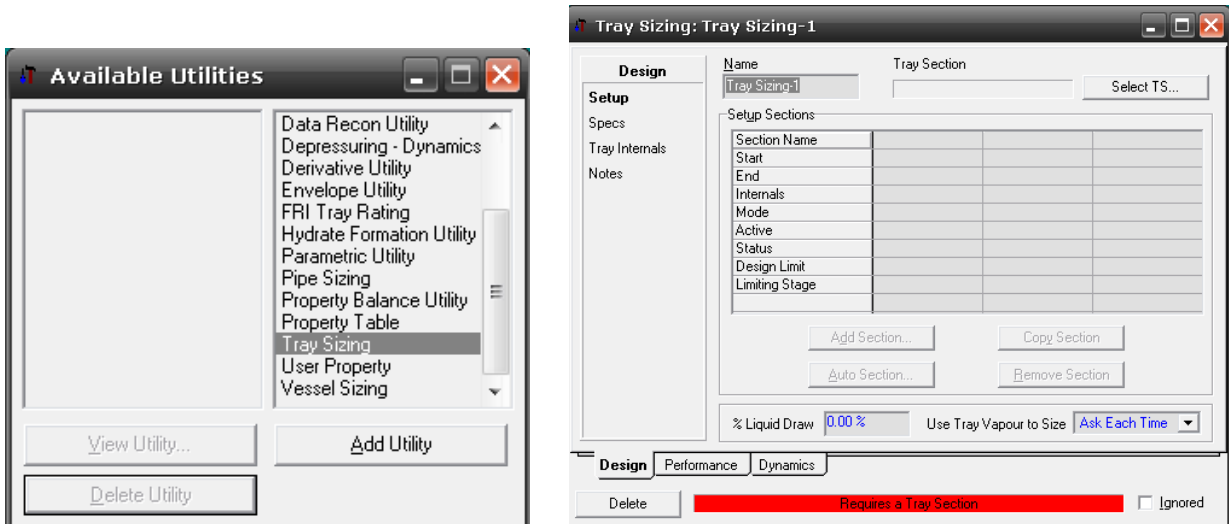 Available Utilities
Data Recon Utility
Depressuring - Dynamics
Derivative Utility
Envelope Utility
FRI Tray Rating
Hydrate Formation Utility
Parametric Utility
Pipe Sizing
Property Balance Utility
Property Table
Tray Sizing
User Property
Vessel Sizing
View Utility...
Add Utility
Delete Utility
Tray Sizing: Tray Sizing-1
Design
Setup
Specs
Tray Internals
Notes
Name
Tray Section
Tray Sizing-1
Select TS...
Setup Sections
Section Name
Start
End
Internals
Mode
Active
Status
Design Limit
Limiting Stage
Add Section...
Copy Section
Auto Section...
Remove Section
% Liquid Draw 0.00 % Use Tray Vapour to Size Ask Each Time
Design Performance Dynamics
Delete Requires a Tray Section Ignored